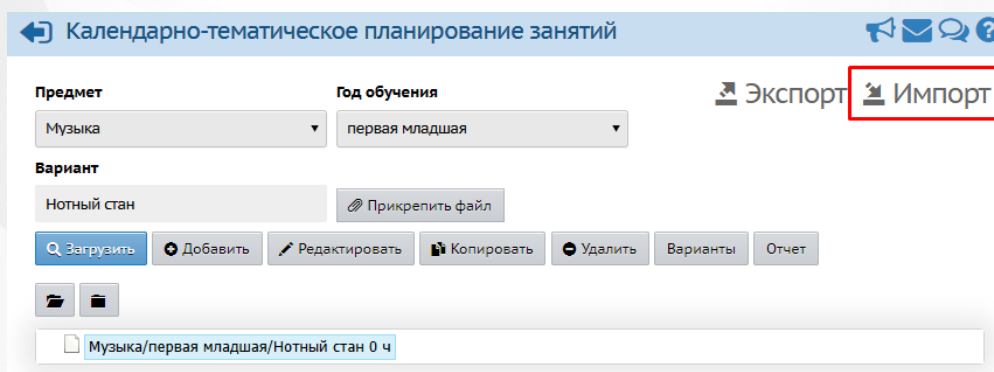 Календарно-тематическое планирование занятий
Предмет
Год обучения
Экспорт
Импорт
Музыка
первая младшая
Вариант
Нотный стан
Прикрепить файл
Загрузить
Добавить
Редактировать
Копировать
Удалить
Варианты
Отчет
Музыка/первая младшая/Нотный стан 0 ч